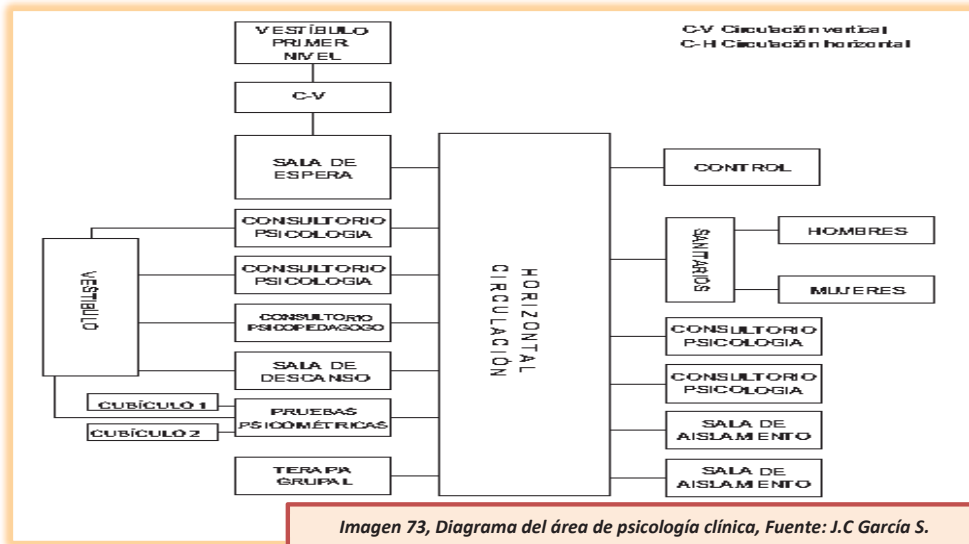 VESTÍBULO
PRIMER
NIVEL
C-V Circulación vertical
C-H Circulación horizontal
C-V
SALA DE
ESPERA
CONTROL
CONSULTORIO
PSICOLOGIA
SANITARIOS
HOMBRES
MUJERES
VESTIBULO
CONSULTORIO
PSICOLOGIA
HORIZONTAL
CIRCULACIÓN
CONSULTORIO
PSICOPEDAGOGO
CONSULTORIO
PSICOLOGIA
SALA DE
DESCANSO
CONSULTORIO
PSICOLOGIA
CUBÍCULO 1
CUBÍCULO 2
PRUEBAS
PSICOMÉTRICAS
SALA DE
AISLAMIENTO
TERAPIA
GRUPAL
SALA DE
AISLAMIENTO
Imagen 73, Diagrama del área de psicología clínica, Fuente: J.C García S.